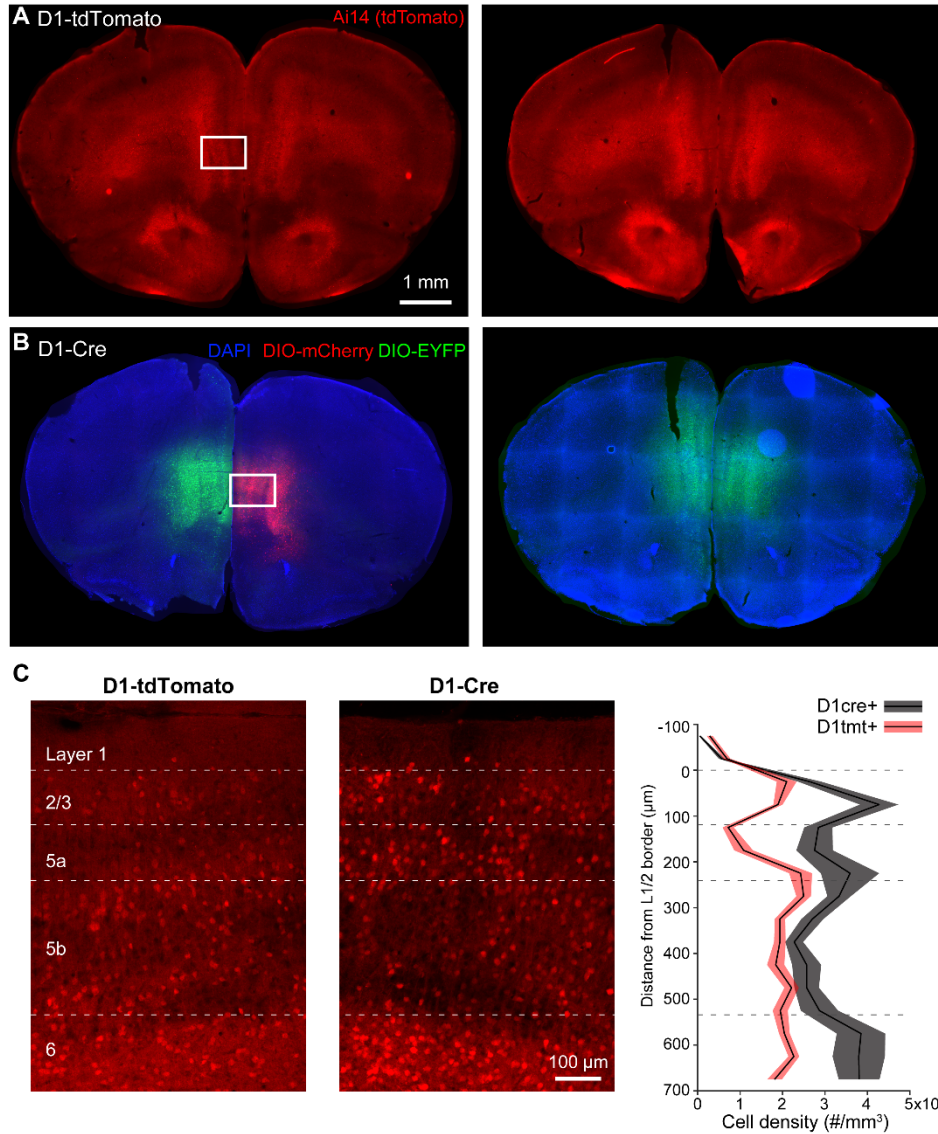 A D1-tdTomato Ai14 (tdTomato)
1 mm
B D1-Cre DAPI DIO-mCherry DIO-EYFP
C
D1-tdTomato D1-Cre
D1cre+
D1tmt+
Layer 1
2/3
5a
5b
6
100 µm
-100
0
100
200
300
400
500
600
700
Distance from L1/2 border (µm)
0 1 2 3 4 5x10
Cell density (#/mm³)